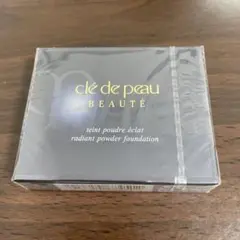 clé de peau
BEAUTÉ
teint poudre éclat
radiant powder foundation